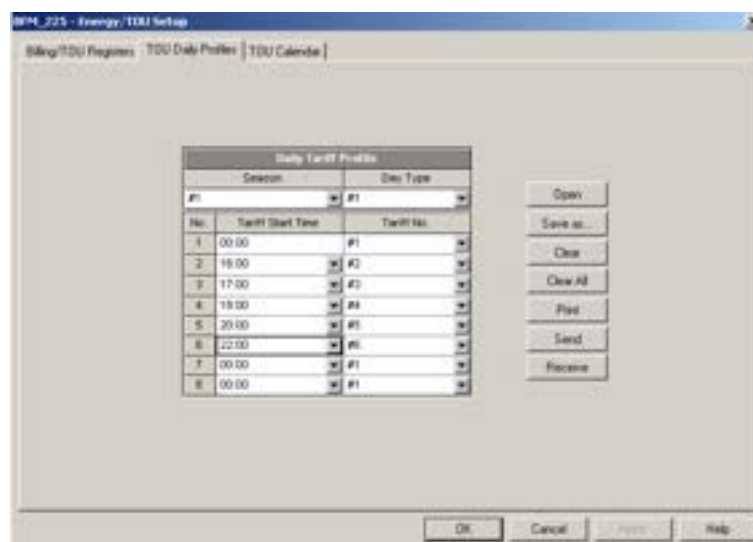 BFM_225 - Energy/TOU Setup
Billing/TOU Registers TOU Daily Profiles TOU Calendar
Daily Tariff Profile
Season Day Type
#1 #1
No. Tariff Start Time Tariff No.
1 00:00 #1
2 16:00 #2
3 17:00 #3
4 #4
5 20:00 #5
6 22:00 #6
7 00:00 #1
8 00:00 #1
Open
Save as...
Clear
Clear All
Print
Send
Receive
OK Cancel Apply Help